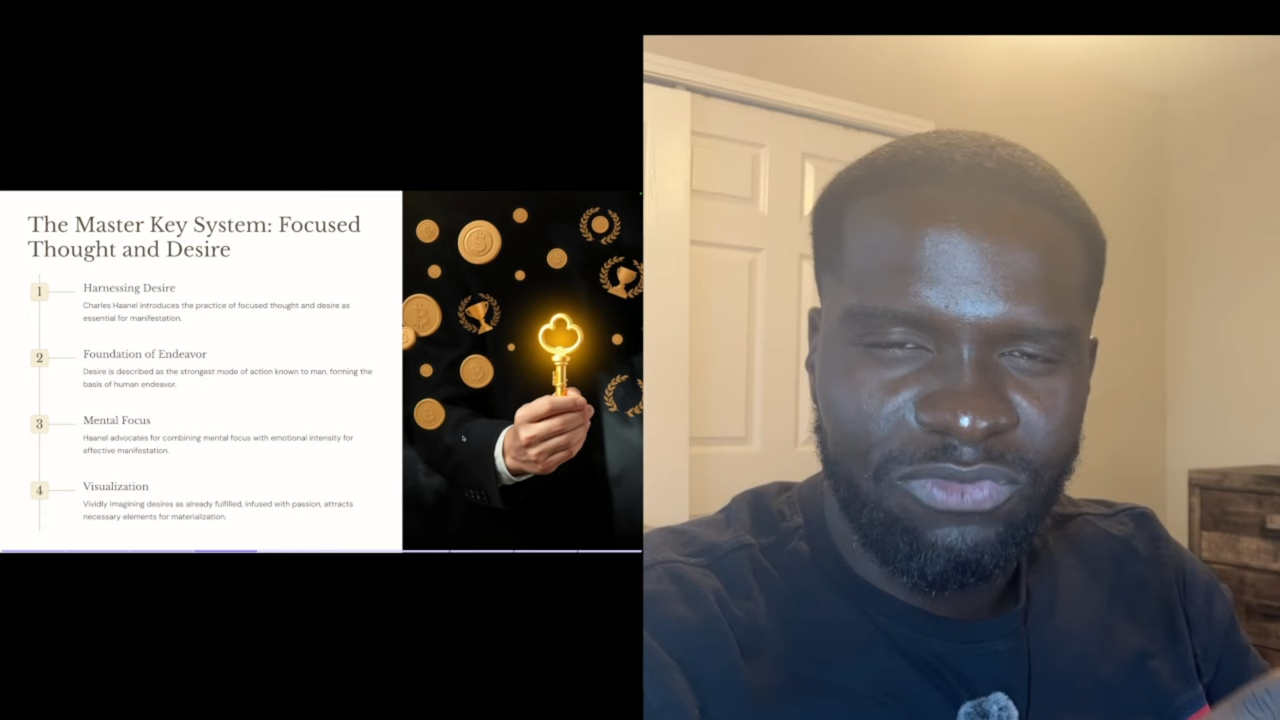 The Master Key System: Focused
Thought and Desire
1
Harnessing Desire
Charles Haanel introduces the practice of focused thought and desire as
essential for manifestation.
2
Foundation of Endeavor
Desire is described as the strongest mode of action known to man, forming the
basis of human endeavor.
3
Mental Focus
Haanel advocates for combining mental focus with emotional intensity for
effective manifestation.
4
Visualization
Vividly imagining desires as already fulfilled, infused with passion, attracts
necessary elements for materialization.